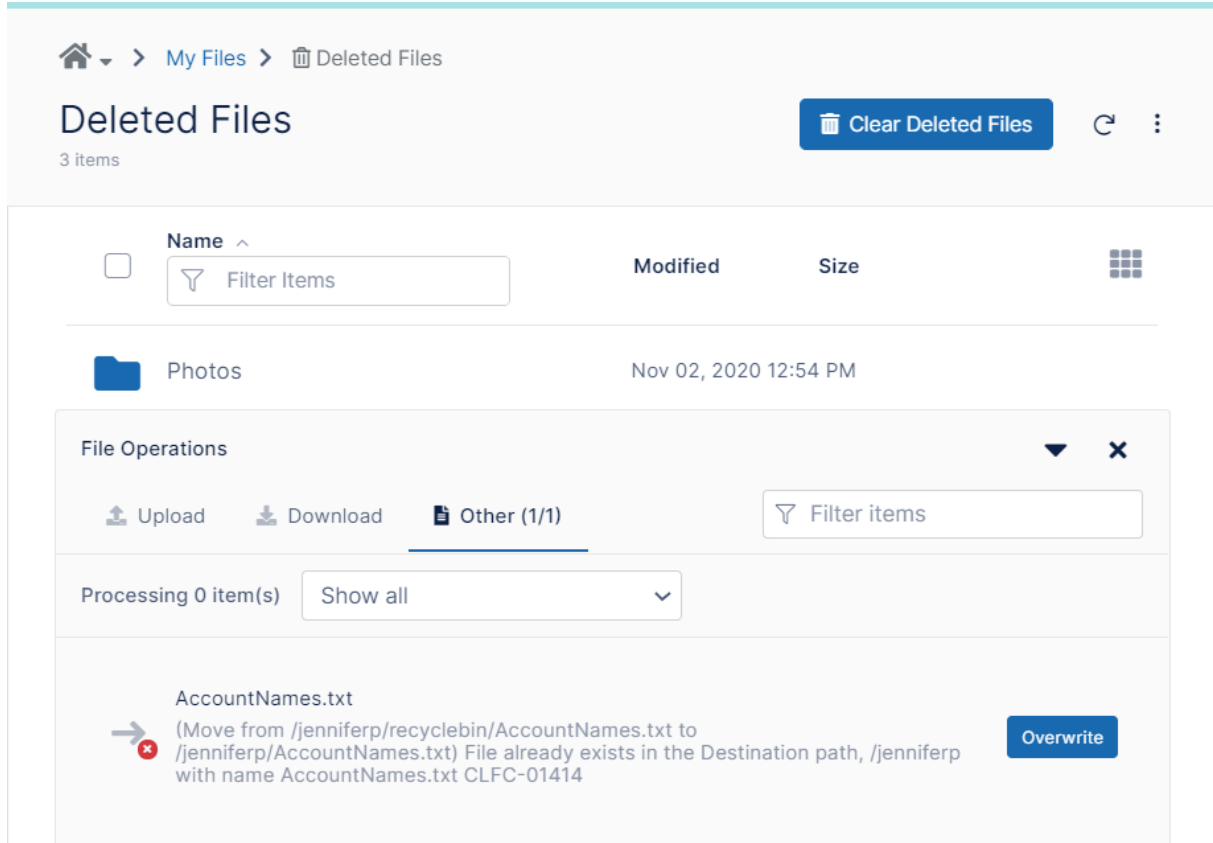 My Files Deleted Files
Deleted Files
Clear Deleted Files
3 items
Name
Filter Items
Modified
Size
Photos
Nov 02, 2020 12:54 PM
File Operations
Upload
Download
Other (1/1)
Filter items
Processing 0 item(s)
Show all
AccountNames.txt
(Move from /jenniferp/recyclebin/AccountNames.txt to
/jenniferp/AccountNames.txt) File already exists in the Destination path, /jenniferp
with name AccountNames.txt CLFC-01414
Overwrite